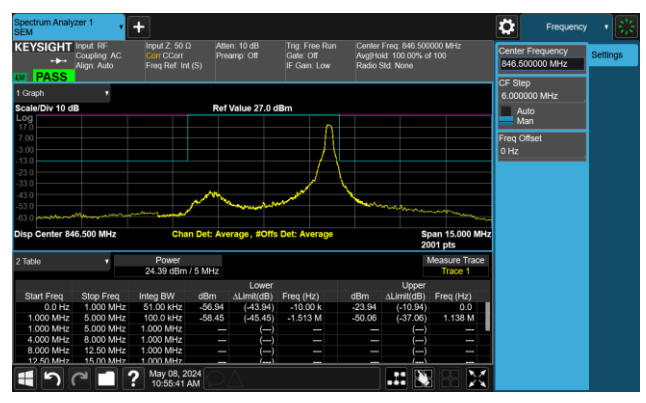 Spectrum Analyzer 1
SEM
Frequency
KEYSIGHT
Input: RF
Coupling: AC
Align: Auto
Input Z: 50 Ω
Corr CCorr
Freq Ref: Int (S)
Atten: 10 dB
Preamp: Off
Trig: Free Run
Gate: Off
IF Gain: Low
Center Freq: 846.500000 MHz
Avg|Hold: 100.00% of 100
Radio Std: None
PASS
Center Frequency
846.500000 MHz
Settings
CF Step
6.000000 MHz
Auto
Man
Freq Offset
0 Hz
1 Graph
Scale/Div 10 dB
Ref Value 27.0 dBm
Log
17.0
7.00
-3.00
-13.0
-23.0
-33.0
-43.0
-53.0
-63.0
Disp Center 846.500 MHz
Chan Det: Average, #Offs Det: Average
Span 15.000 MHz
2001 pts
2 Table
Power
24.39 dBm / 5 MHz
Measure Trace
Trace 1
Lower Upper
Start Freq Stop Freq Integ BW dBm ΔLimit(dB) Freq (Hz) dBm ΔLimit(dB) Freq (Hz)
0.0 Hz 1.000 MHz 51.00 kHz -56.94 (-43.94) -10.00 k -23.94 (-10.94) 0.0
1.000 MHz 5.000 MHz 100.0 kHz -58.45 (-45.45) -1.513 M -50.06 (-37.06) 1.138 M
1.000 MHz 5.000 MHz 1.000 MHz --- (---) --- --- (---) ---
4.000 MHz 8.000 MHz 1.000 MHz --- (---) --- --- (---) ---
8.000 MHz 12.50 MHz 1.000 MHz --- (---) --- --- (---) ---
12.50 MHz 15.00 MHz 1.000 MHz --- (---) --- --- (---) ---
?
May 08, 2024
10:55:41 AM